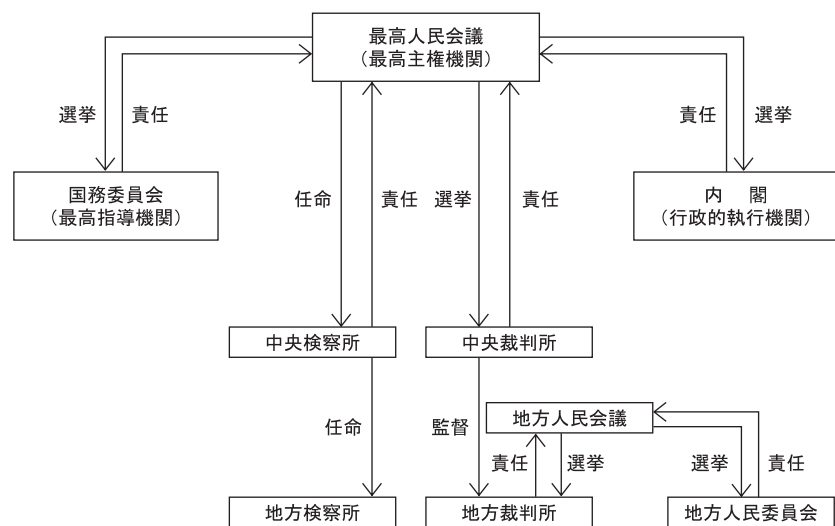 最高人民会議
（最高主権機関）
選挙
責任
責任
選挙
国務委員会
（最高指導機関）
任命
責任
選挙
責任
内　閣
（行政的執行機関）
中央検察所
中央裁判所
任命
監督
地方人民会議
責任
選挙
選挙
責任
地方検察所
地方裁判所
地方人民委員会